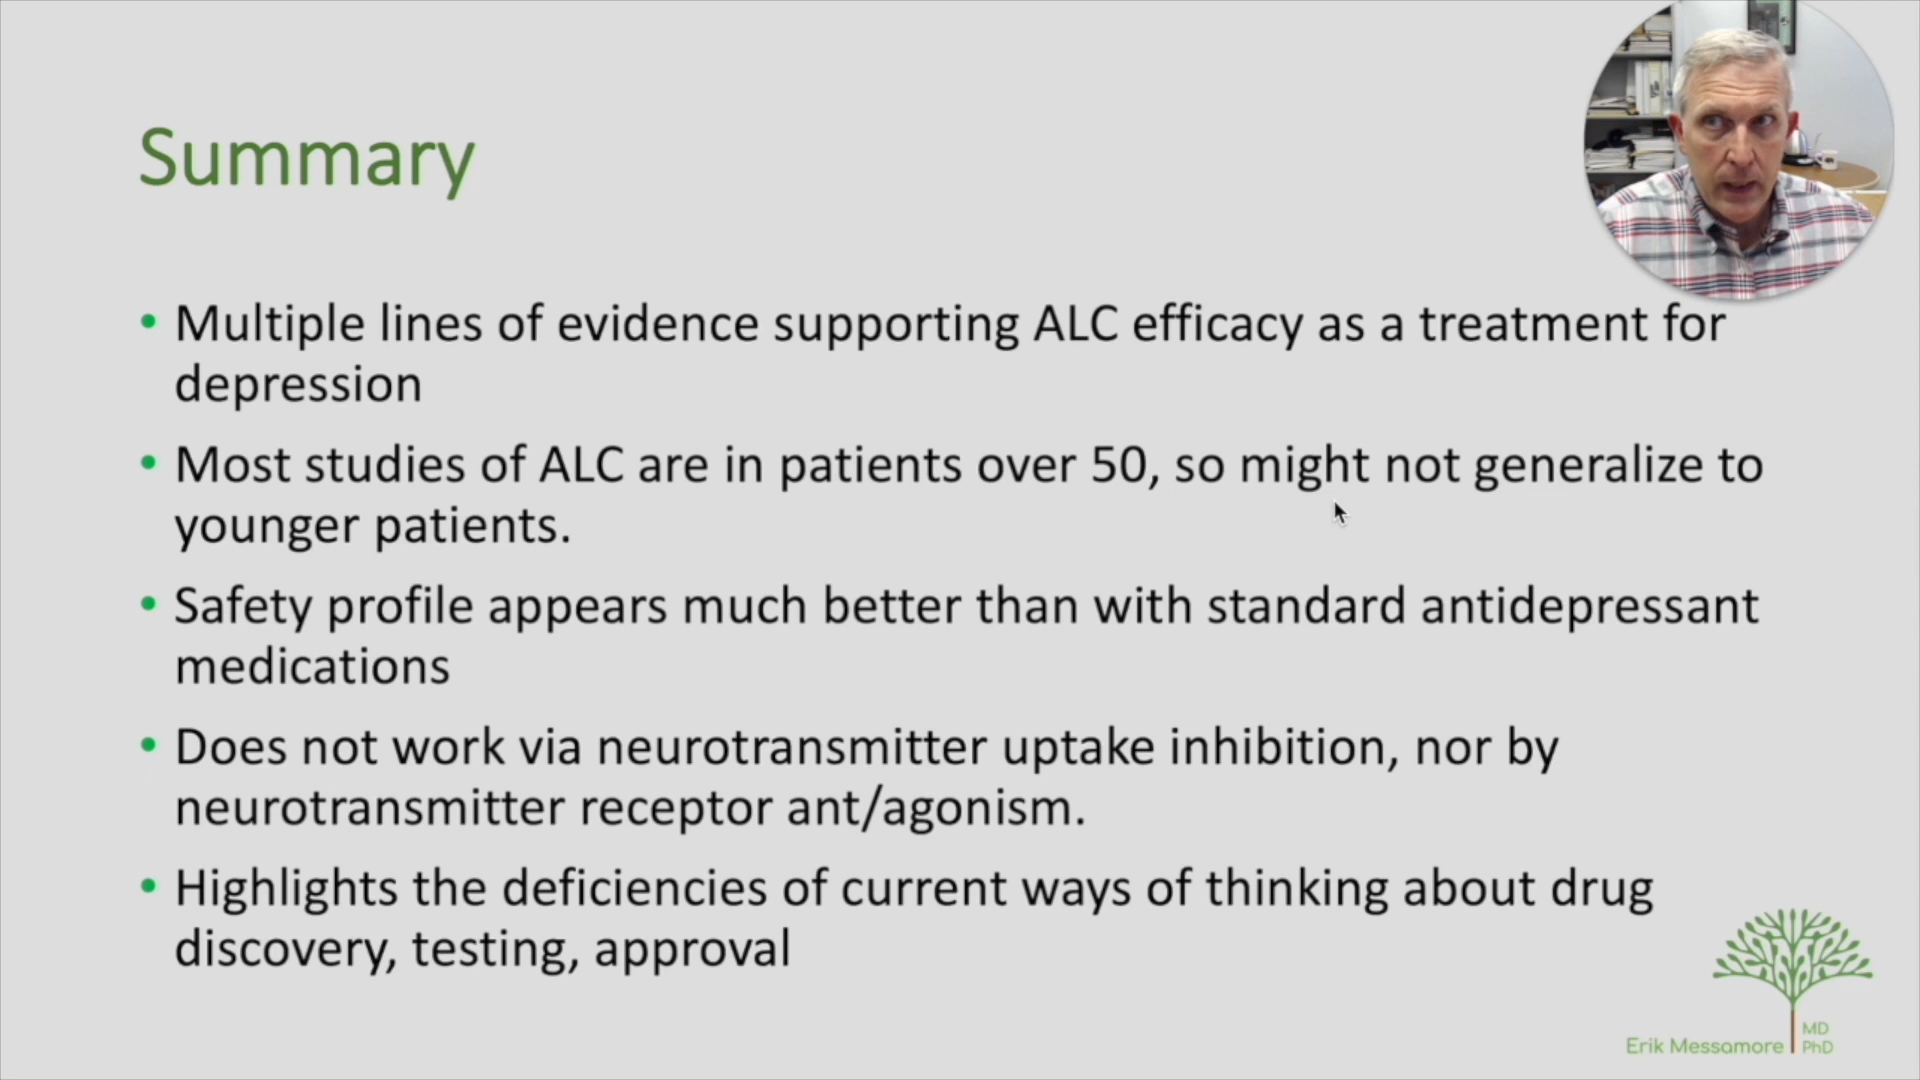 Summary
• Multiple lines of evidence supporting ALC efficacy as a treatment for
depression
• Most studies of ALC are in patients over 50, so might not generalize to
younger patients.
• Safety profile appears much better than with standard antidepressant
medications
• Does not work via neurotransmitter uptake inhibition, nor by
neurotransmitter receptor ant/agonism.
• Highlights the deficiencies of current ways of thinking about drug
discovery, testing, approval
Erik Messamore
MD
PhD